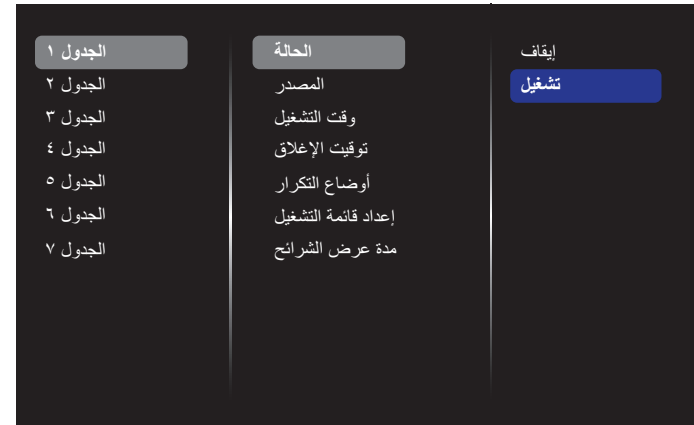 الجدول ١
الجدول ٢
الجدول ٣
الجدول ٤
الجدول ٥
الجدول ٦
الجدول ٧
الحالة
المصدر
وقت التشغيل
توقيت الإغلاق
أوضاع التكرار
إعداد قائمة التشغيل
مدة عرض الشرائح
إيقاف
تشغيل